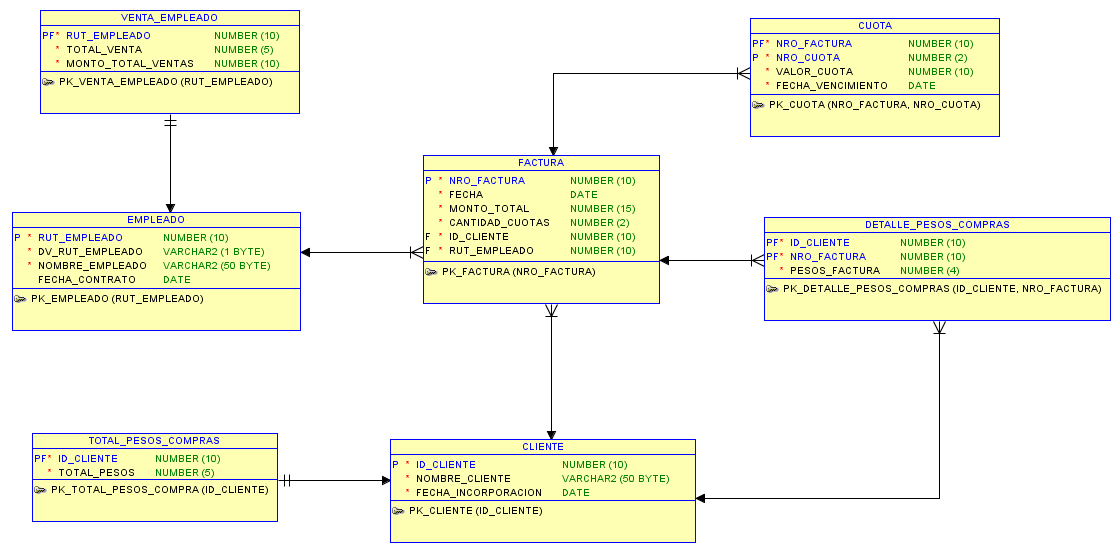 VENTA_EMPLEADO
PF* RUT_EMPLEADO NUMBER (10)
* TOTAL_VENTA NUMBER (5)
* MONTO_TOTAL_VENTAS NUMBER (10)
PK_VENTA_EMPLEADO (RUT_EMPLEADO)
CUOTA
PF* NRO_FACTURA NUMBER (10)
P * NRO_CUOTA NUMBER (2)
* VALOR_CUOTA NUMBER (10)
* FECHA_VENCIMIENTO DATE
PK_CUOTA (NRO_FACTURA, NRO_CUOTA)
FACTURA
P * NRO_FACTURA NUMBER (10)
* FECHA DATE
* MONTO_TOTAL NUMBER (15)
* CANTIDAD_CUOTAS NUMBER (2)
F * ID_CLIENTE NUMBER (10)
F * RUT_EMPLEADO NUMBER (10)
PK_FACTURA (NRO_FACTURA)
EMPLEADO
P * RUT_EMPLEADO NUMBER (10)
* DV_RUT_EMPLEADO VARCHAR2 (1 BYTE)
* NOMBRE_EMPLEADO VARCHAR2 (50 BYTE)
FECHA_CONTRATO DATE
PK_EMPLEADO (RUT_EMPLEADO)
DETALLE_PESOS_COMPRAS
PF* ID_CLIENTE NUMBER (10)
PF* NRO_FACTURA NUMBER (10)
* PESOS_FACTURA NUMBER (4)
PK_DETALLE_PESOS_COMPRAS (ID_CLIENTE, NRO_FACTURA)
TOTAL_PESOS_COMPRAS
PF* ID_CLIENTE NUMBER (10)
* TOTAL_PESOS NUMBER (5)
PK_TOTAL_PESOS_COMPRA (ID_CLIENTE)
CLIENTE
P * ID_CLIENTE NUMBER (10)
* NOMBRE_CLIENTE VARCHAR2 (50 BYTE)
* FECHA_INCORPORACION DATE
PK_CLIENTE (ID_CLIENTE)